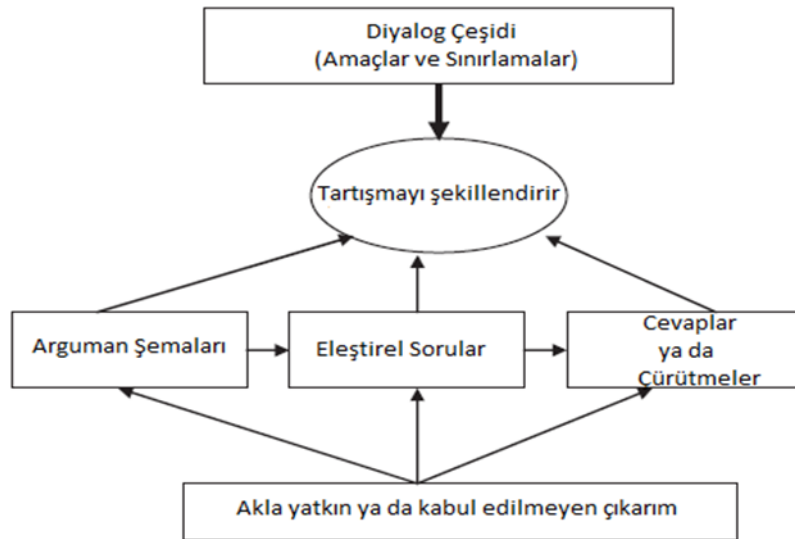 Diyalog Çeşidi
(Amaçlar ve Sınırlamalar)
Tartışmayı şekillendirir
Arguman Şemaları
Eleştirel Sorular
Cevaplar
ya da
Çürütmeler
Akla yatkın ya da kabul edilmeyen çıkarım